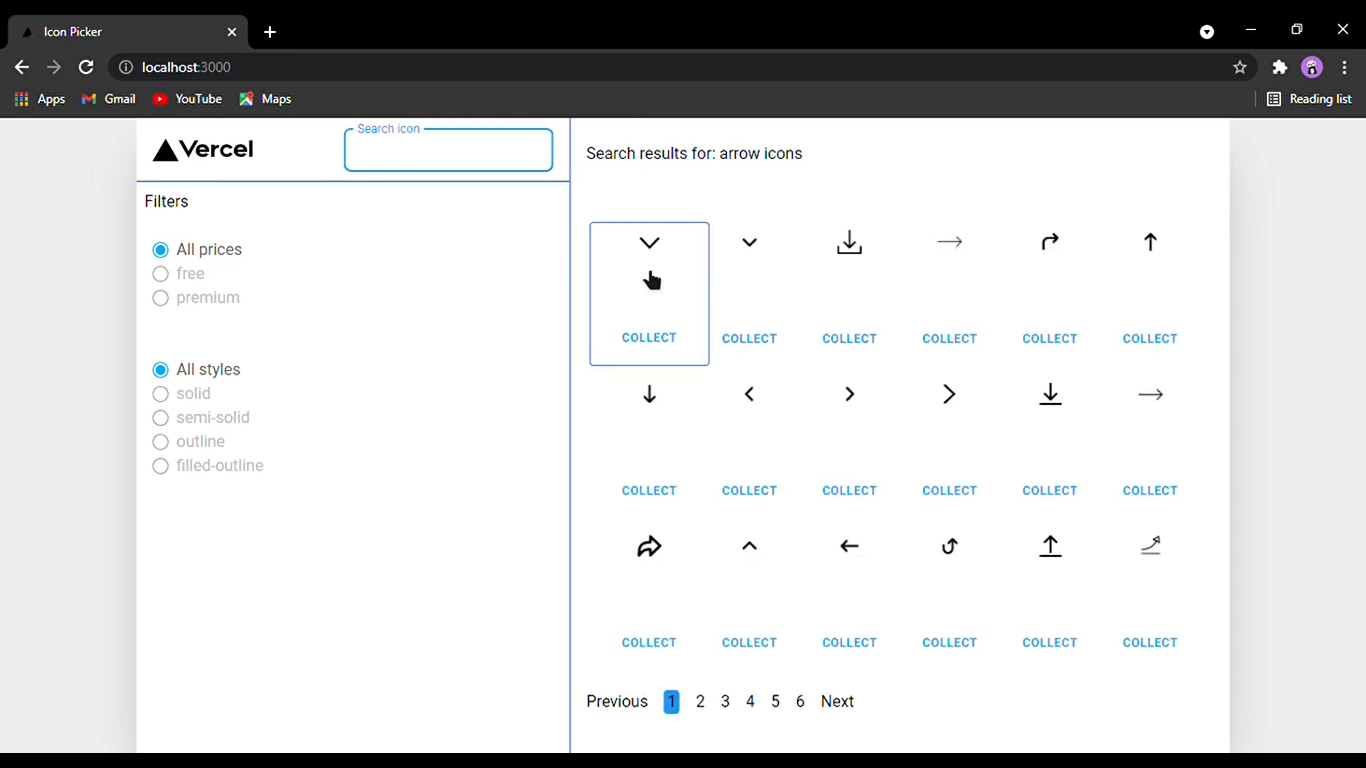 Icon Picker
localhost:3000
Apps Gmail YouTube Maps Reading list
Vercel
Search icon
Filters
All prices
free
premium
All styles
solid
semi-solid
outline
filled-outline
Search results for: arrow icons
COLLECT COLLECT COLLECT COLLECT COLLECT COLLECT
COLLECT COLLECT COLLECT COLLECT COLLECT COLLECT
COLLECT COLLECT COLLECT COLLECT COLLECT COLLECT
Previous 1 2 3 4 5 6 Next